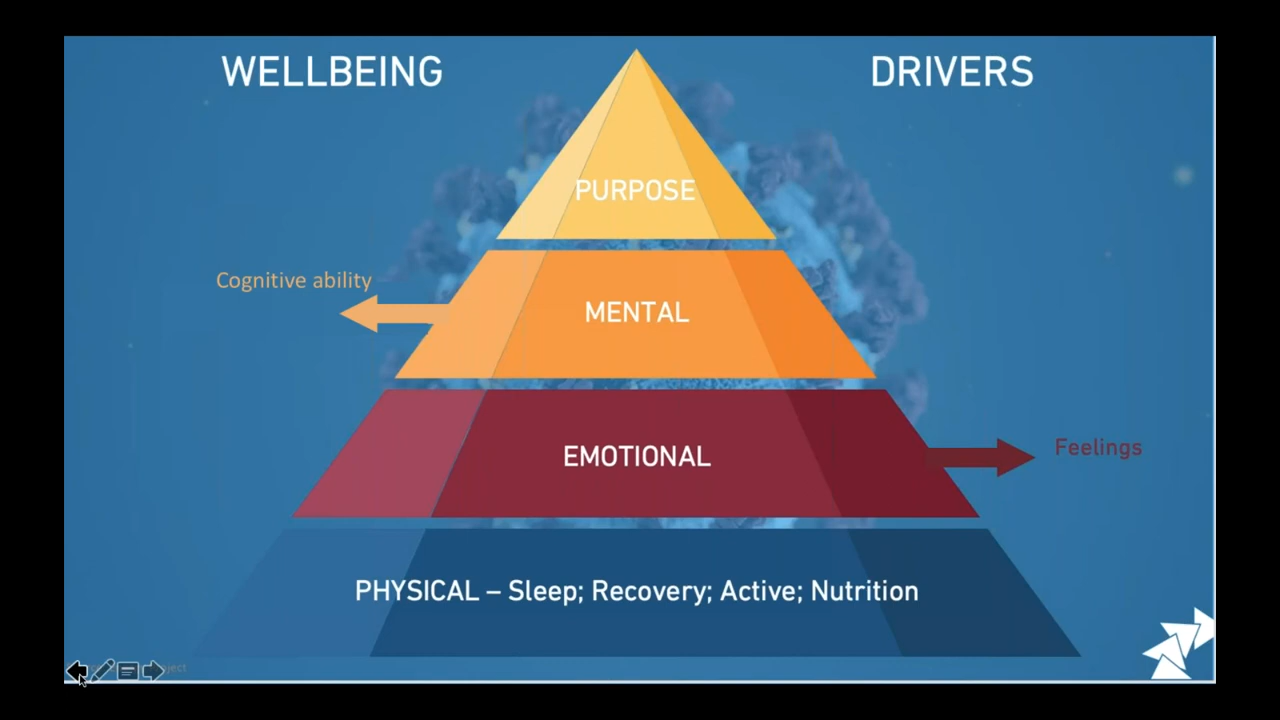 WELLBEING
DRIVERS
PURPOSE
Cognitive ability
MENTAL
EMOTIONAL
Feelings
PHYSICAL – Sleep; Recovery; Active; Nutrition